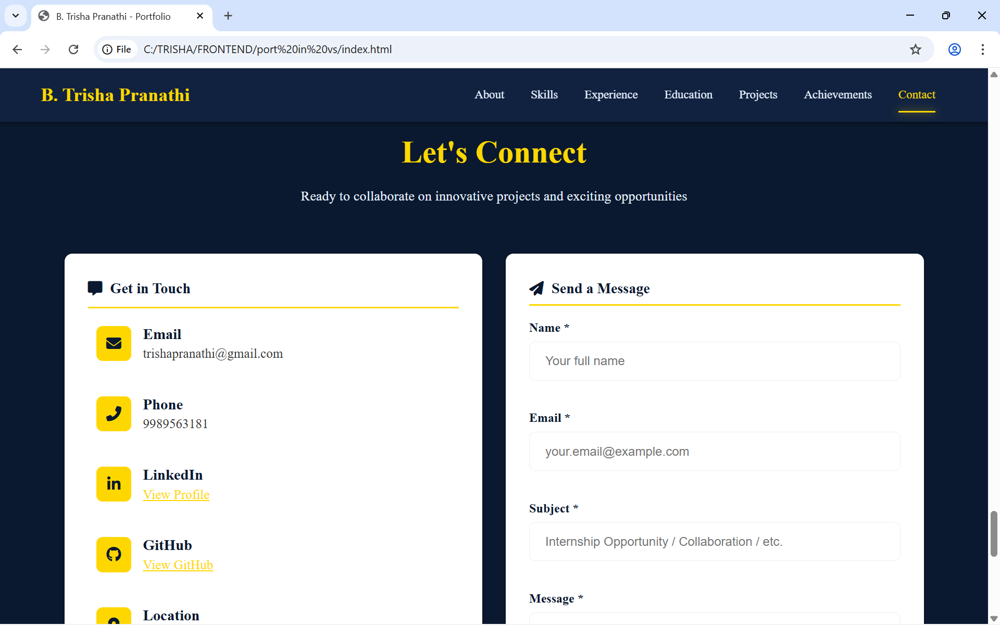 B. Trisha Pranathi - Portfolio
File
C:/TRISHA/FRONTEND/port%20in%20vs/index.html
B. Trisha Pranathi
About
Skills
Experience
Education
Projects
Achievements
Contact
Let's Connect
Ready to collaborate on innovative projects and exciting opportunities
Get in Touch
Email
trishapranathi@gmail.com
Phone
9989563181
in
LinkedIn
View Profile
GitHub
View GitHub
Location
Send a Message
Name *
Your full name
Email *
your.email@example.com
Subject *
Internship Opportunity / Collaboration / etc.
Message *